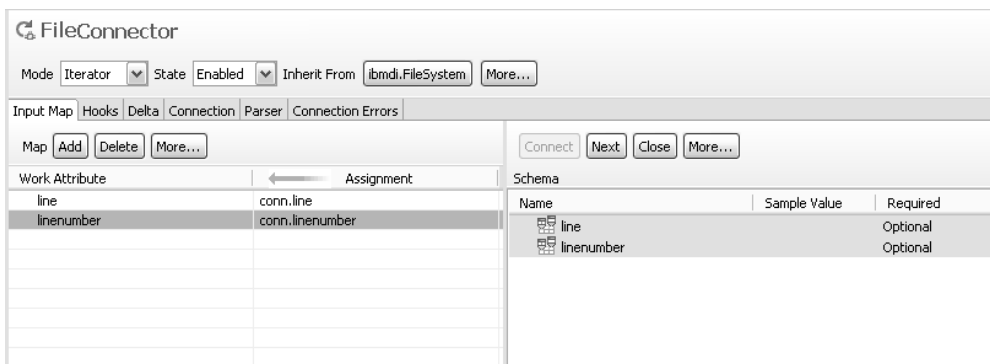 FileConnector
Mode Iterator State Enabled Inherit From ibmdi.FileSystem More...
Input Map Hooks Delta Connection Parser Connection Errors
Map Add Delete More... Connect Next Close More...
Work Attribute Assignment Schema
line conn.line Name Sample Value Required
linenumber conn.linenumber line Optional
linenumber Optional